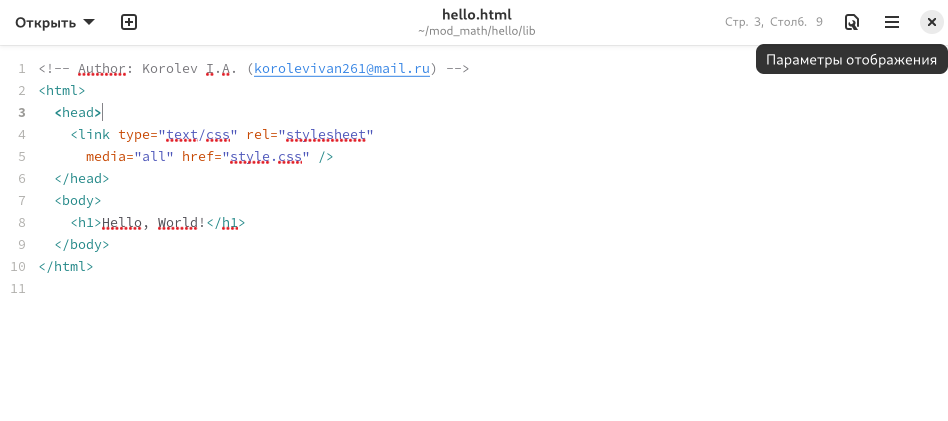 Открыть
hello.html
~/mod_math/hello/lib
Стр. 3, Столб. 9
Параметры отображения
1 <!-- Author: Korolev I.A. (korolevivan261@mail.ru) -->
2 <html>
3   <head>
4     <link type="text/css" rel="stylesheet"
5       media="all" href="style.css" />
6   </head>
7   <body>
8     <h1>Hello, World!</h1>
9   </body>
10 </html>
11